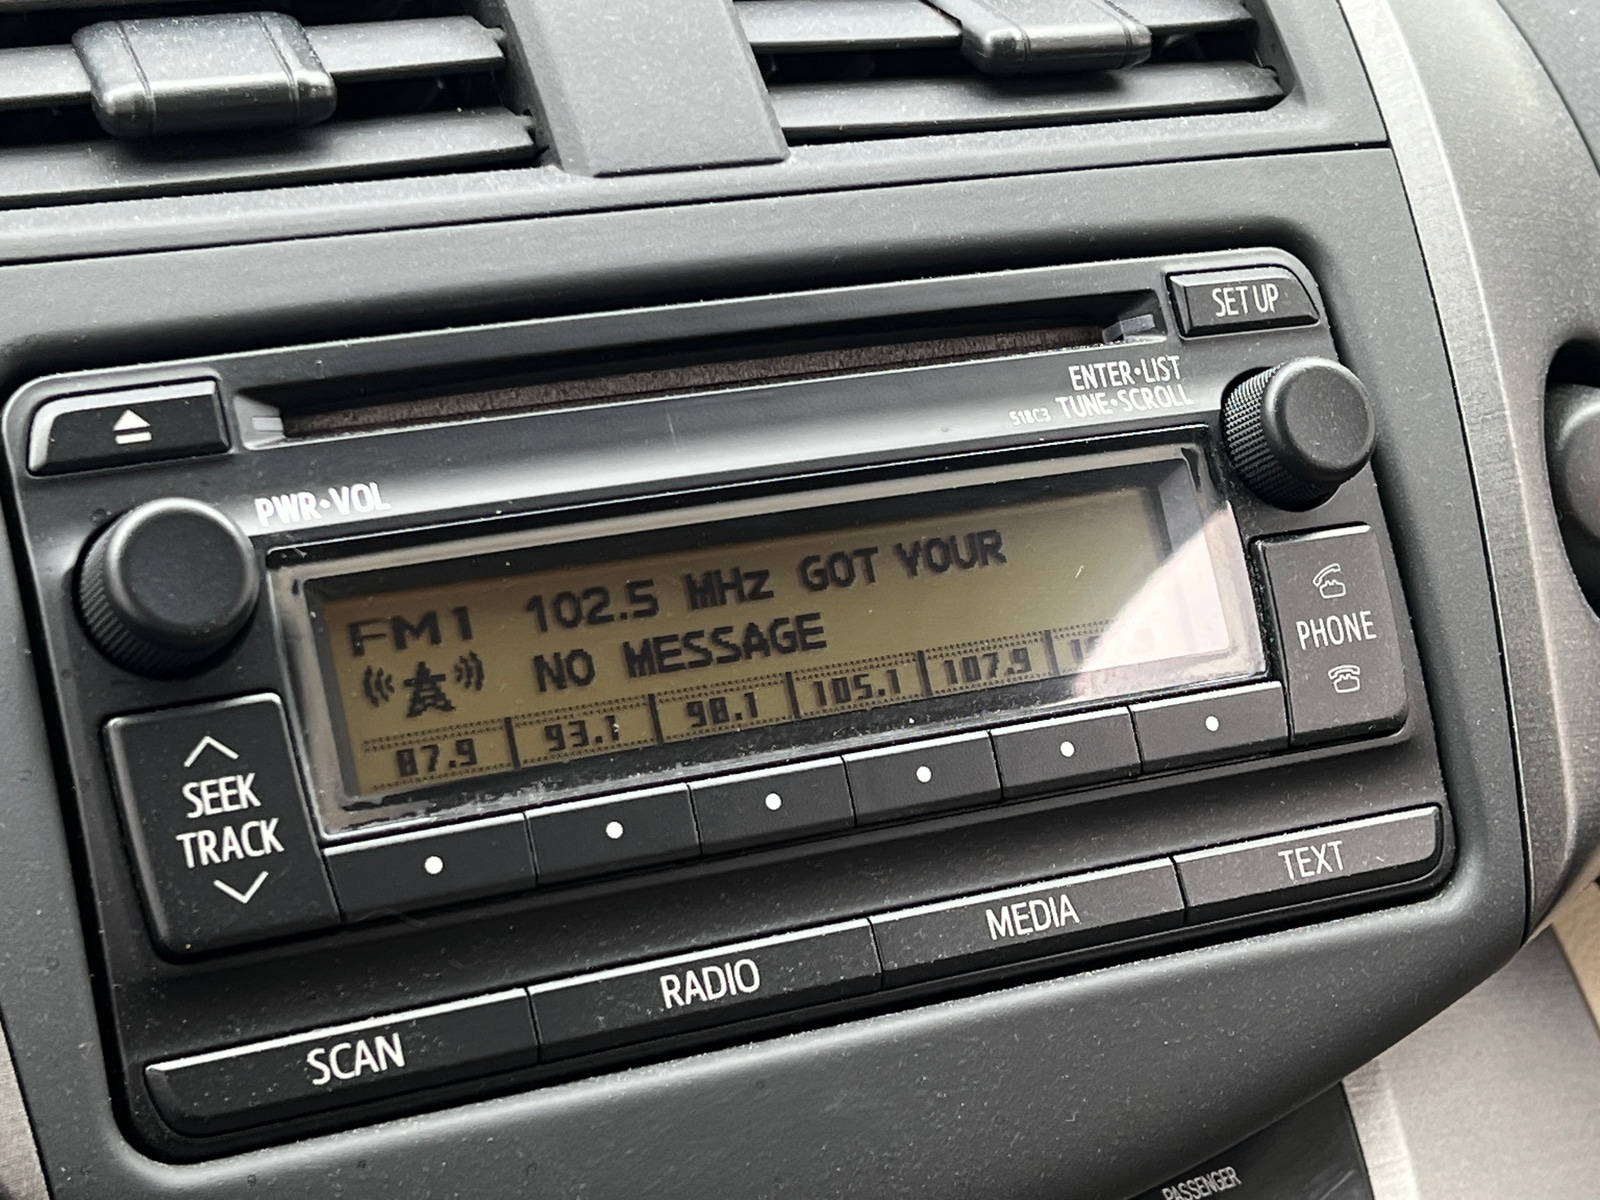 SET UP
ENTER•LIST
518C3 TUNE•SCROLL
PWR•VOL
FM1 102.5 MHz GOT YOUR
NO MESSAGE
87.9 93.1 98.1 105.1 107.9
PHONE
SEEK
TRACK
TEXT
MEDIA
RADIO
SCAN
PASSENGER